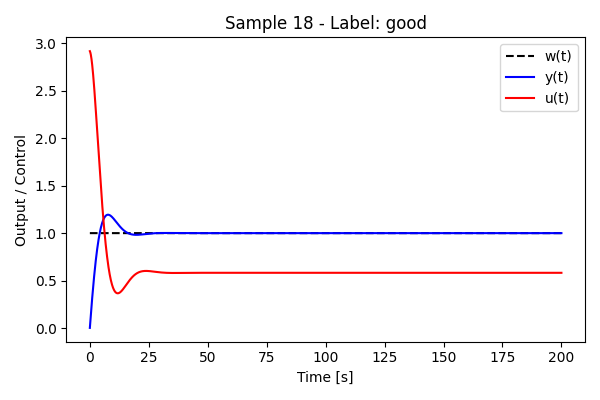 Sample 18 - Label: good
w(t)
y(t)
u(t)
Output / Control
3.0
2.5
2.0
1.5
1.0
0.5
0.0
0 25 50 75 100 125 150 175 200
Time [s]